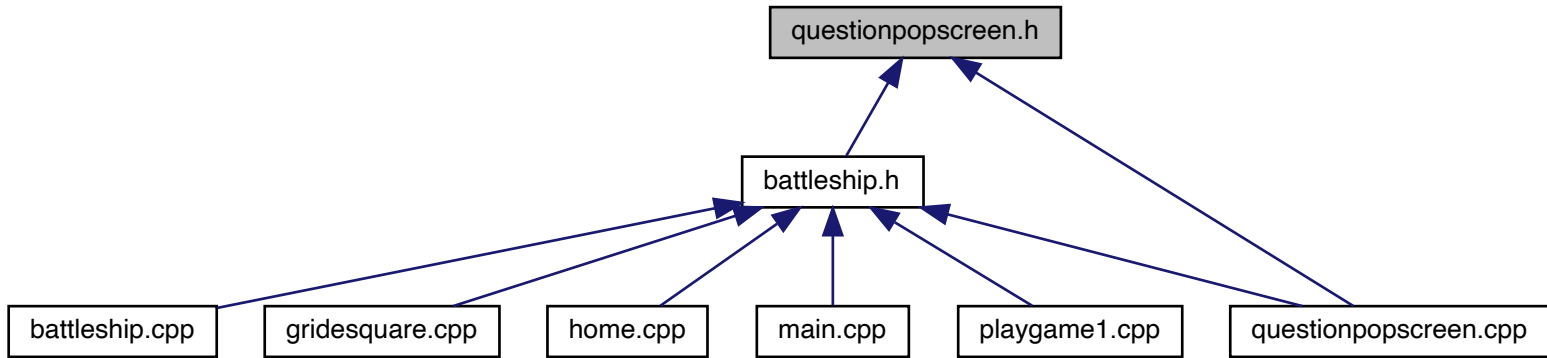 questionpopscreen.h
battleship.h
battleship.cpp
gridesquare.cpp
home.cpp
main.cpp
playgame1.cpp
questionpopscreen.cpp